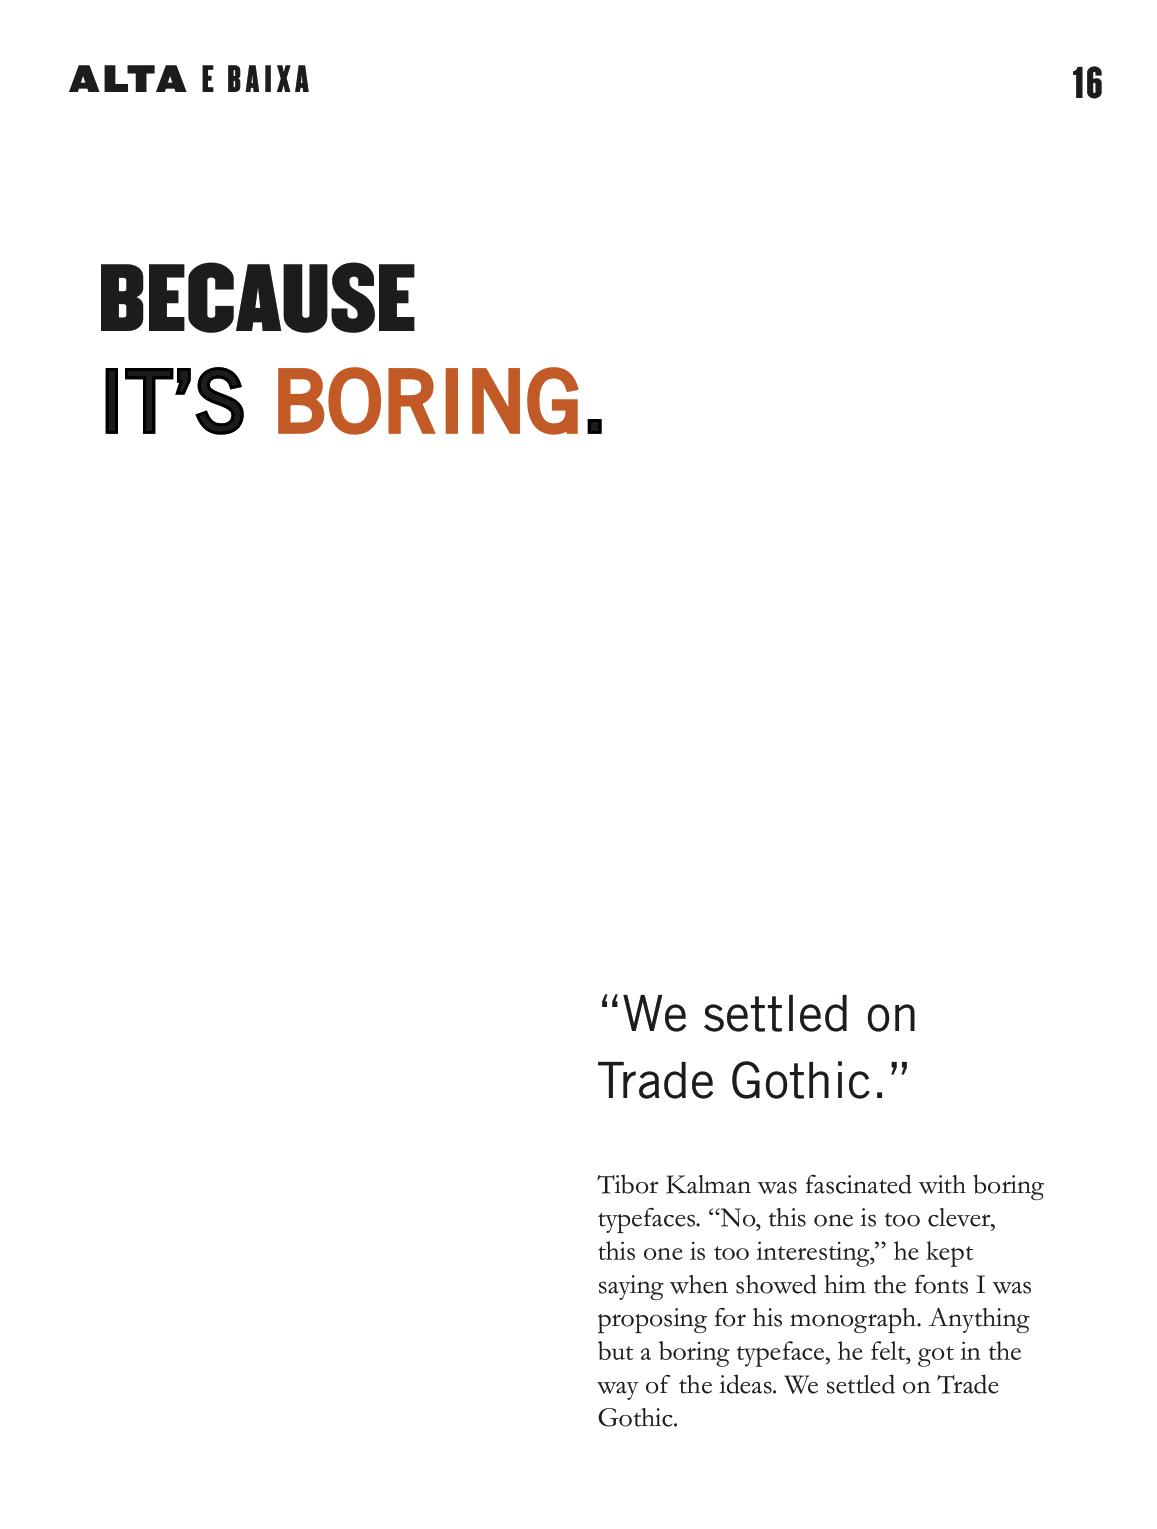 ALTA E BAIXA
16
BECAUSE
IT’S BORING.
“We settled on
Trade Gothic.”
Tibor Kalman was fascinated with boring
typefaces. “No, this one is too clever,
this one is too interesting,” he kept
saying when showed him the fonts I was
proposing for his monograph. Anything
but a boring typeface, he felt, got in the
way of the ideas. We settled on Trade
Gothic.